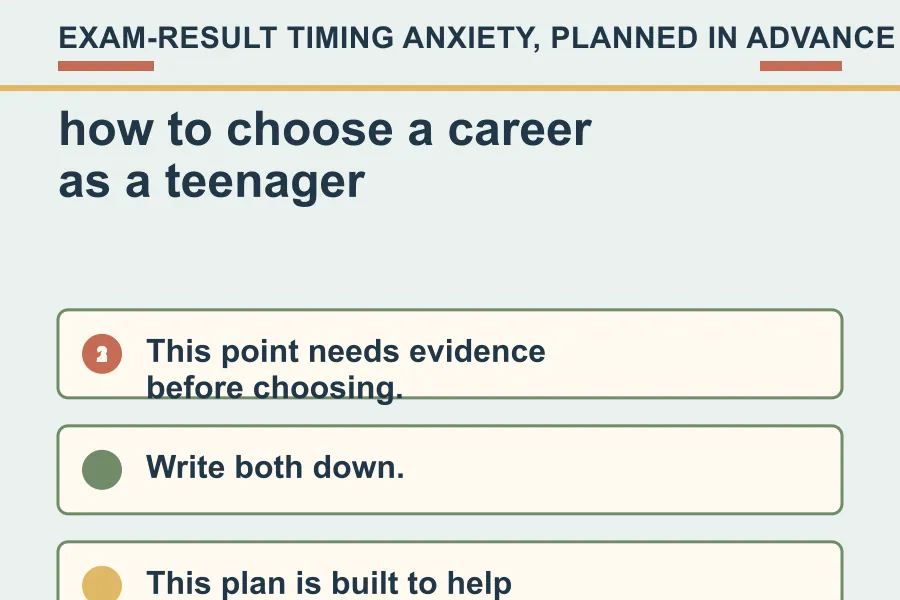 EXAM-RESULT TIMING ANXIETY, PLANNED IN ADVANCE
how to choose a career
as a teenager
This point needs evidence
before choosing.
Write both down.
This plan is built to help